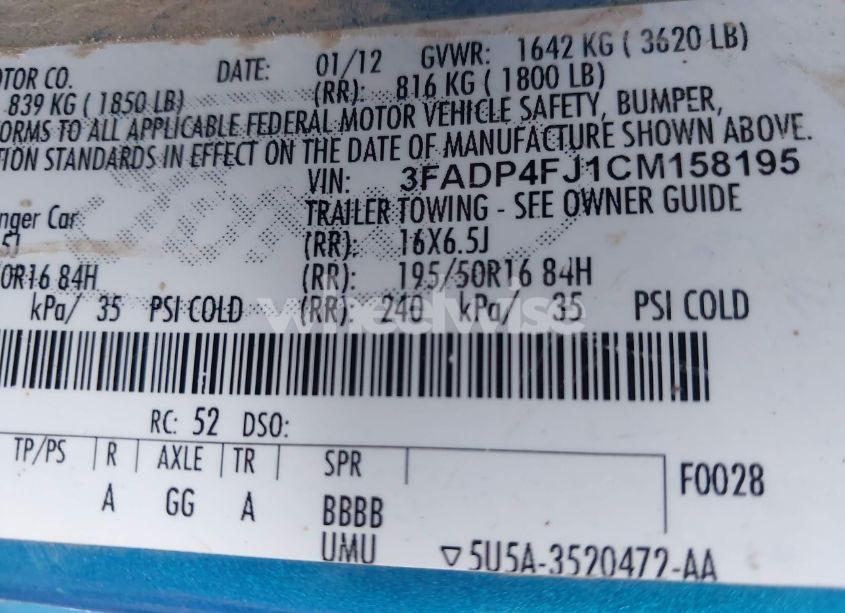 OTOR CO. DATE: 01/12 GVWR: 1642 KG ( 3620 LB)
839 KG ( 1850 LB) (RR): 816 KG ( 1800 LB)
ORMS TO ALL APPLICABLE FEDERAL MOTOR VEHICLE SAFETY, BUMPER,
TION STANDARDS IN EFFECT ON THE DATE OF MANUFACTURE SHOWN ABOVE.
VIN: 3FADP4FJ1CM158195
nger Car TRAILER TOWING - SEE OWNER GUIDE
5J (RR): 16X6.5J
0R16 84H (RR): 195/50R16 84H
kPa/ 35 PSI COLD (RR): 240 kPa/ 35 PSI COLD
wheelwise
RC: 52 DSO:
TP/PS R AXLE TR SPR F0028
A GG A BBBB
UMU ▽5U5A-3520472-AA